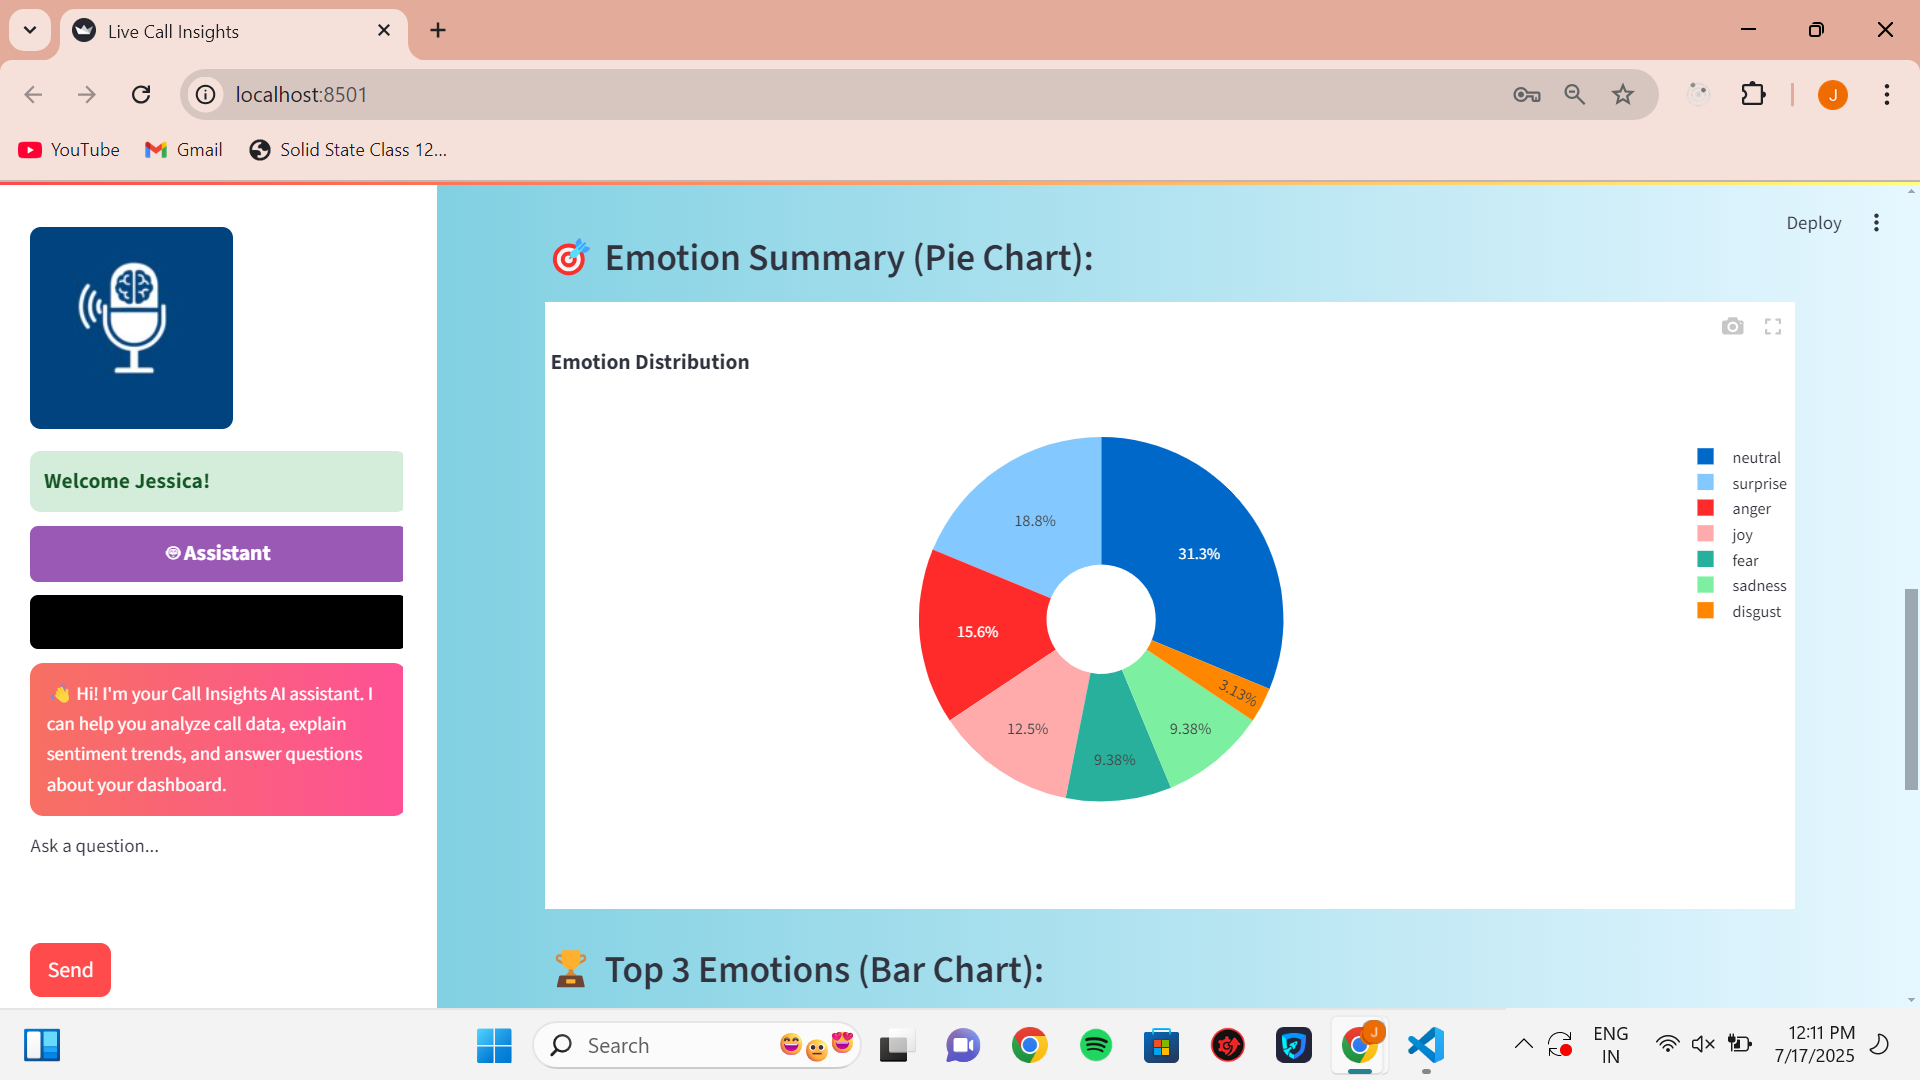 Live Call Insights
localhost:8501
J
YouTube
Gmail
Solid State Class 12...
Deploy
Welcome Jessica!
Assistant
👋 Hi! I'm your Call Insights AI assistant. I
can help you analyze call data, explain
sentiment trends, and answer questions
about your dashboard.
Ask a question...
Send
🎯 Emotion Summary (Pie Chart):
Emotion Distribution
18.8%
31.3%
15.6%
3.13%
12.5%
9.38%
9.38%
neutral
surprise
anger
joy
fear
sadness
disgust
🏆 Top 3 Emotions (Bar Chart):
Search
J
ENG
IN
12:11 PM
7/17/2025